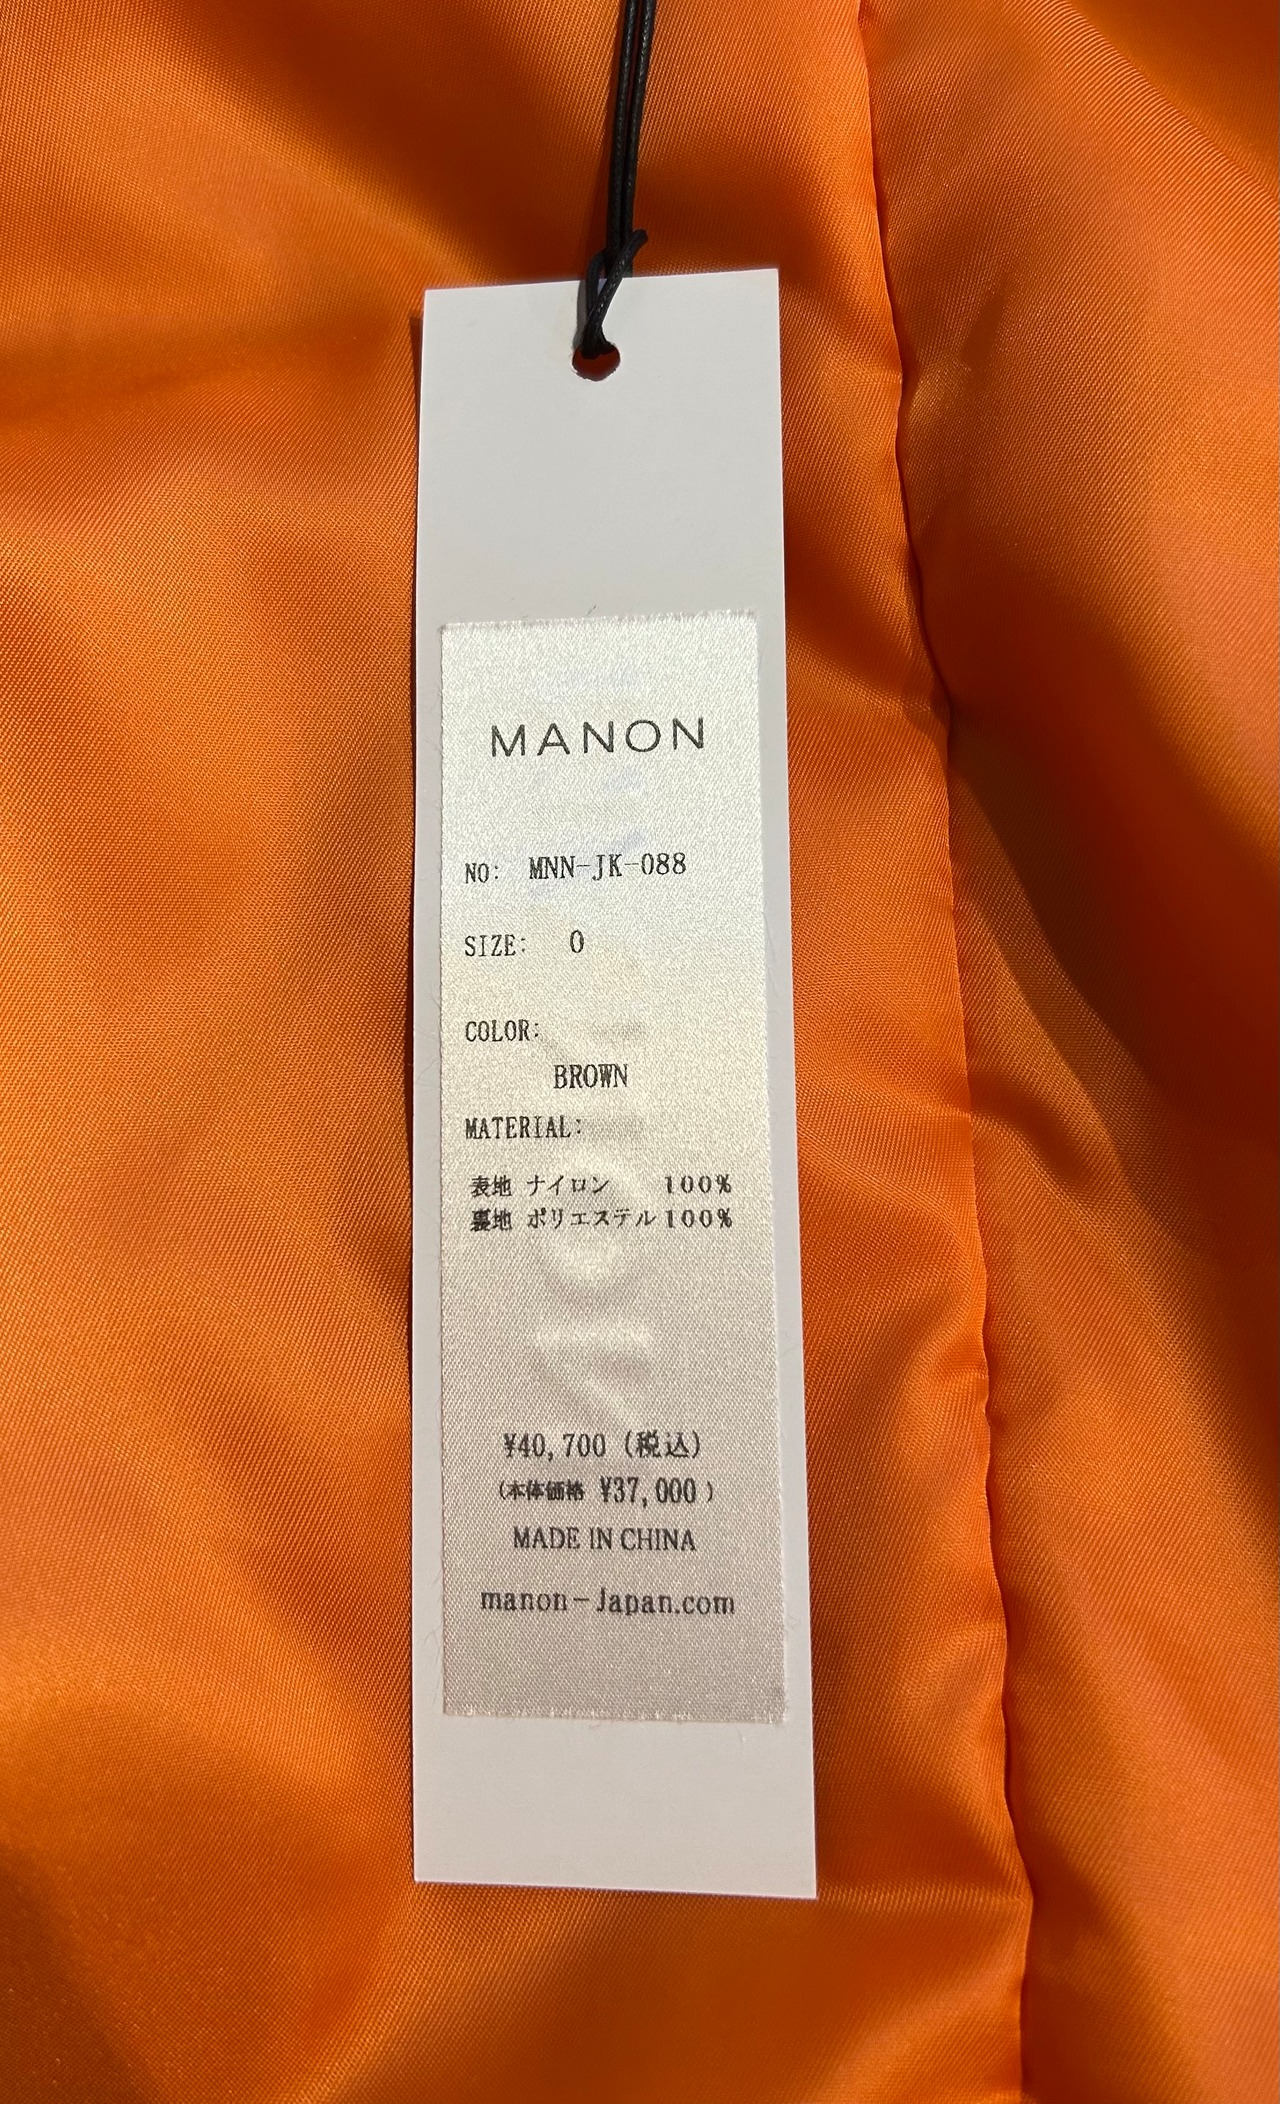 MANON
NO: MNN-JK-088
SIZE: 0
COLOR:
BROWN
MATERIAL:
表地 ナイロン 100%
裏地 ポリエステル 100%
¥40,700 (税込)
(本体価格 ¥37,000 )
MADE IN CHINA
manon-Japan.com